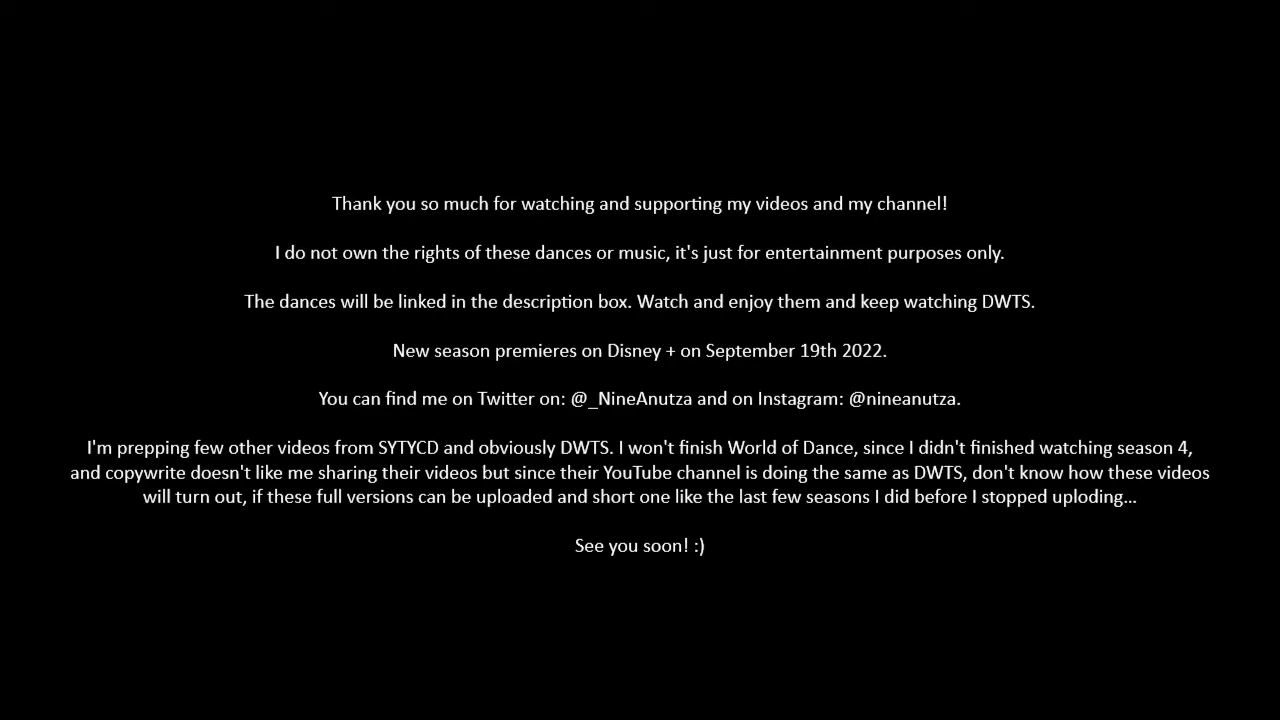 Thank you so much for watching and supporting my videos and my channel!
I do not own the rights of these dances or music, it's just for entertainment purposes only.
The dances will be linked in the description box. Watch and enjoy them and keep watching DWTS.
New season premieres on Disney + on September 19th 2022.
You can find me on Twitter on: @_NineAnutza and on Instagram: @nineanutza.
I'm prepping few other videos from SYTYCD and obviously DWTS. I won't finish World of Dance, since I didn't finished watching season 4,
and copywrite doesn't like me sharing their videos but since their YouTube channel is doing the same as DWTS, don't know how these videos
will turn out, if these full versions can be uploaded and short one like the last few seasons I did before I stopped uploding...
See you soon! :)